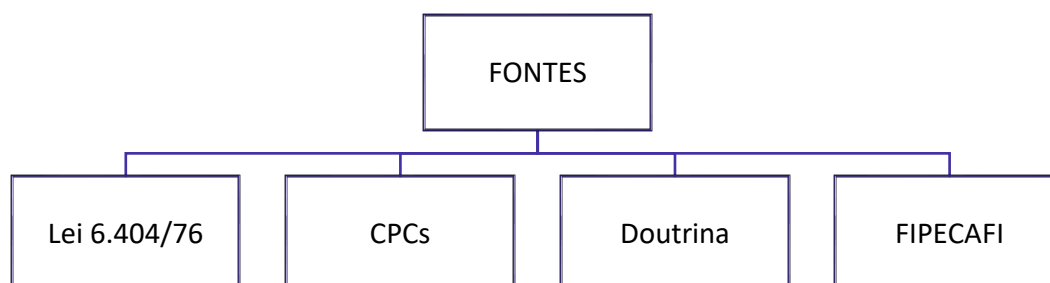 FONTES
Lei 6.404/76
CPCs
Doutrina
FIPECAFI